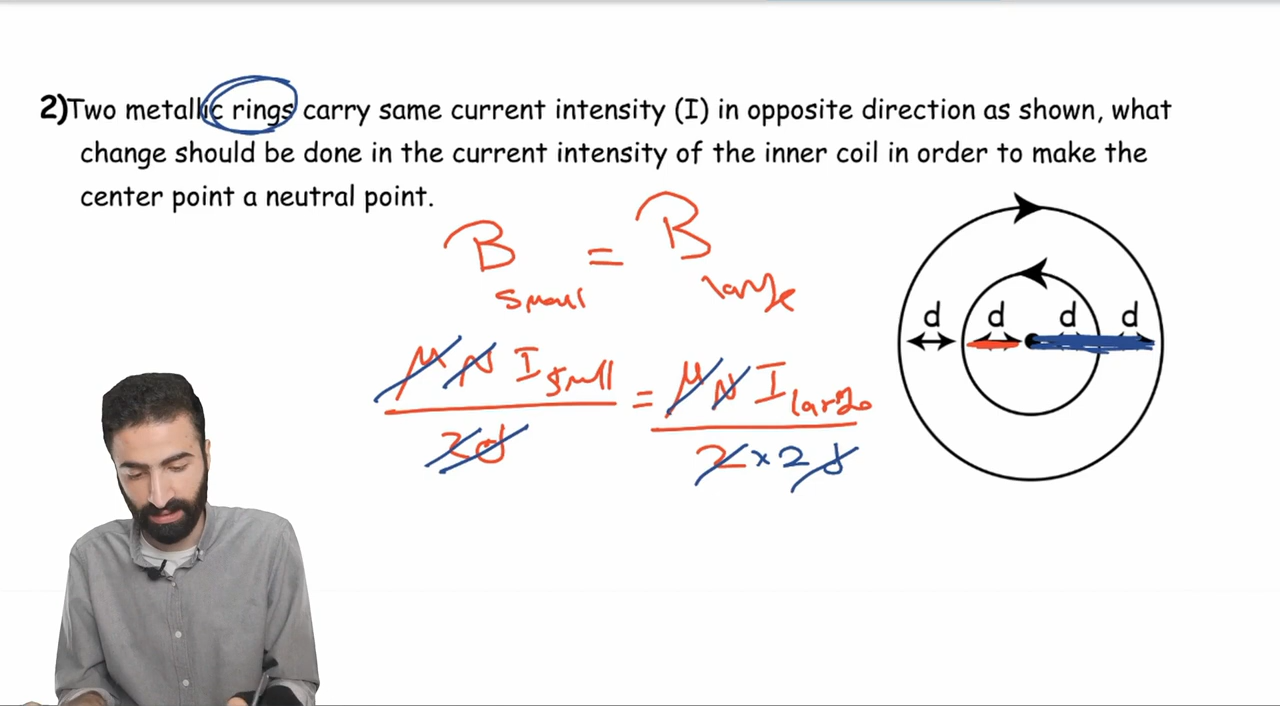 2)Two metallic rings carry same current intensity (I) in opposite direction as shown, what
change should be done in the current intensity of the inner coil in order to make the
center point a neutral point.
B small = B large
μ N I small / 2d = μ N I large / 2 × 2d
d d d d